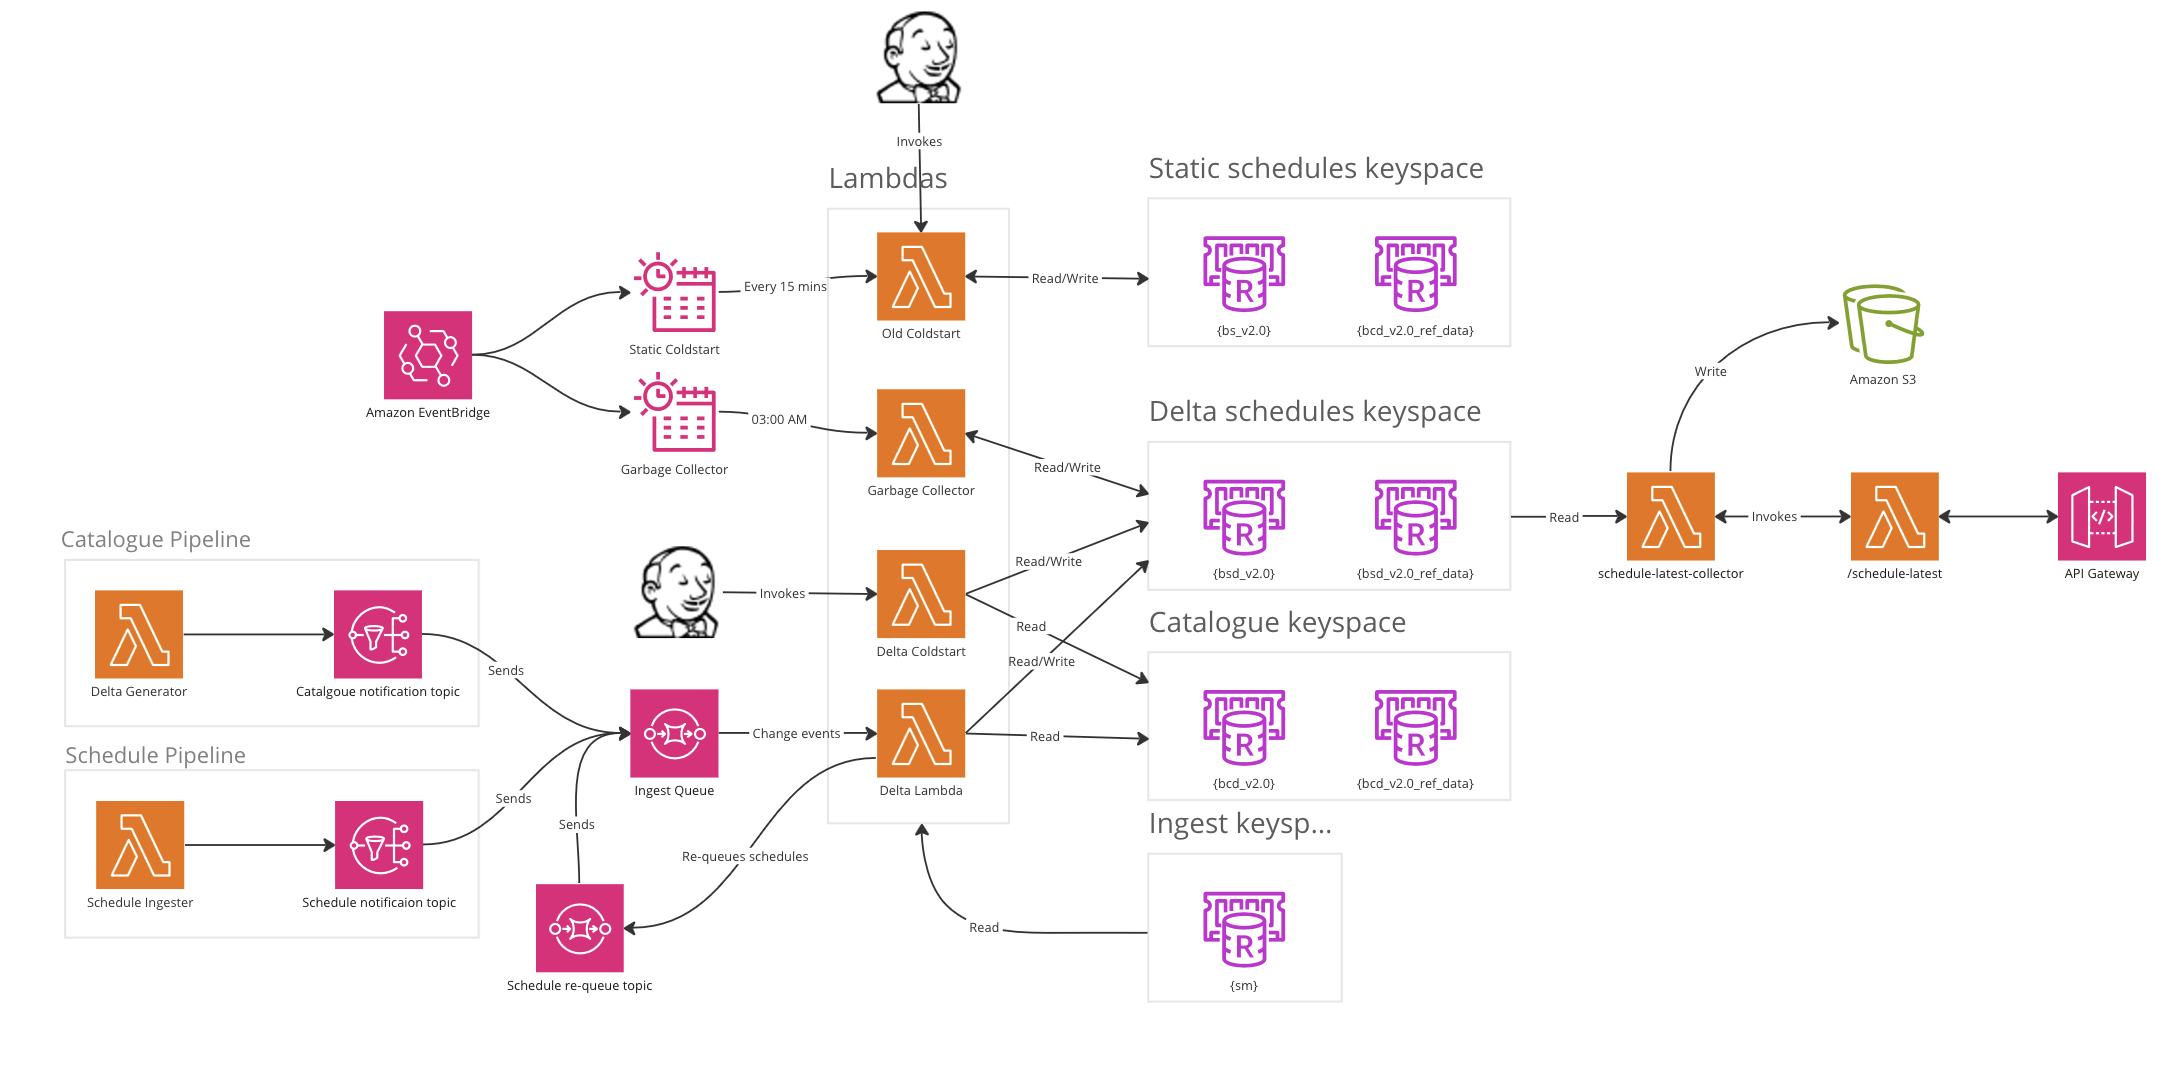 Invokes
Lambdas
Static schedules keyspace
Every 15 mins
Read/Write
Static Coldstart
Old Coldstart
{bs_v2.0}
{bcd_v2.0_ref_data}
Amazon EventBridge
03:00 AM
Garbage Collector
Garbage Collector
Write
Amazon S3
Delta schedules keyspace
Read/Write
Read
Invokes
{bsd_v2.0}
{bsd_v2.0_ref_data}
schedule-latest-collector
/schedule-latest
API Gateway
Catalogue Pipeline
Delta Generator
Catalgoue notification topic
Sends
Invokes
Read/Write
Delta Coldstart
Read
Read/Write
Catalogue keyspace
Ingest Queue
Change events
Delta Lambda
Read
{bcd_v2.0}
{bcd_v2.0_ref_data}
Schedule Pipeline
Schedule Ingester
Schedule notificaion topic
Sends
Sends
Re-queues schedules
Schedule re-queue topic
Ingest keysp...
Read
{sm}